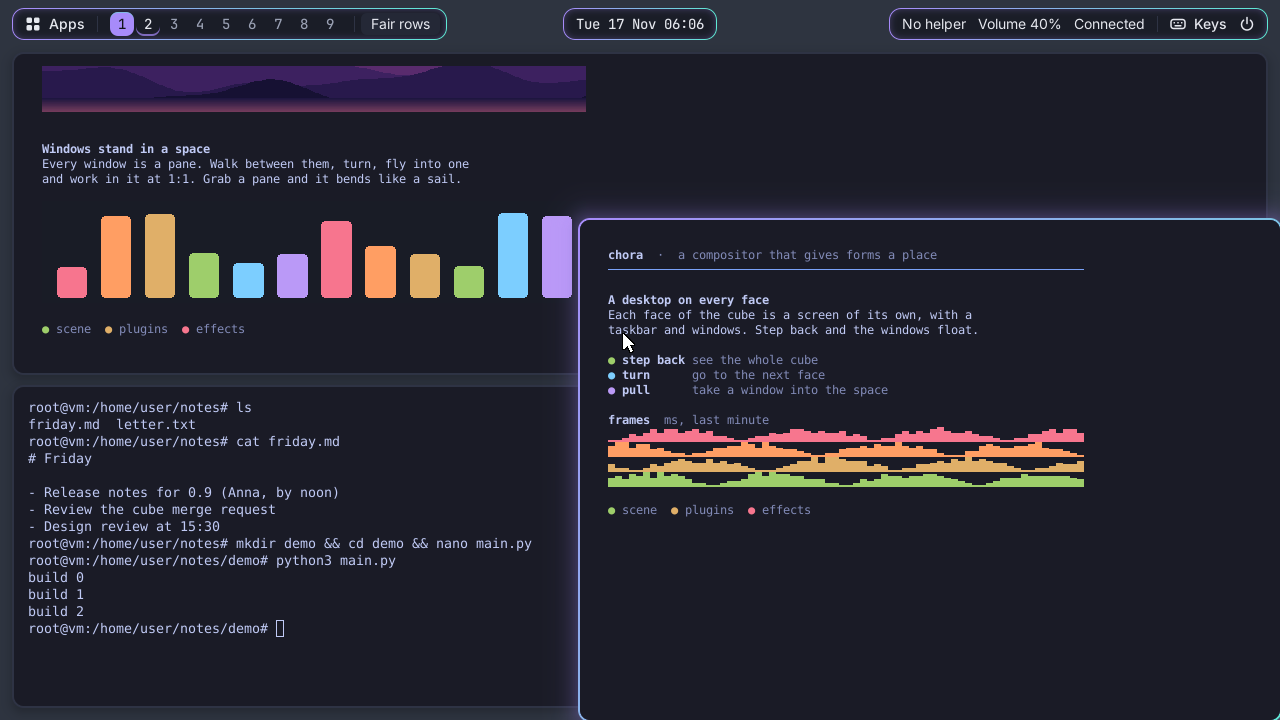 Apps 1 2 3 4 5 6 7 8 9 Fair rows
Tue 17 Nov 06:06
No helper Volume 40% Connected Keys
Windows stand in a space
Every window is a pane. Walk between them, turn, fly into one
and work in it at 1:1. Grab a pane and it bends like a sail.
scene plugins effects
root@vm:/home/user/notes# ls
friday.md letter.txt
root@vm:/home/user/notes# cat friday.md
# Friday
- Release notes for 0.9 (Anna, by noon)
- Review the cube merge request
- Design review at 15:30
root@vm:/home/user/notes# mkdir demo && cd demo && nano main.py
root@vm:/home/user/notes/demo# python3 main.py
build 0
build 1
build 2
root@vm:/home/user/notes/demo#
chora · a compositor that gives forms a place
A desktop on every face
Each face of the cube is a screen of its own, with a
taskbar and windows. Step back and the windows float.
step back see the whole cube
turn go to the next face
pull take a window into the space
frames ms, last minute
scene plugins effects